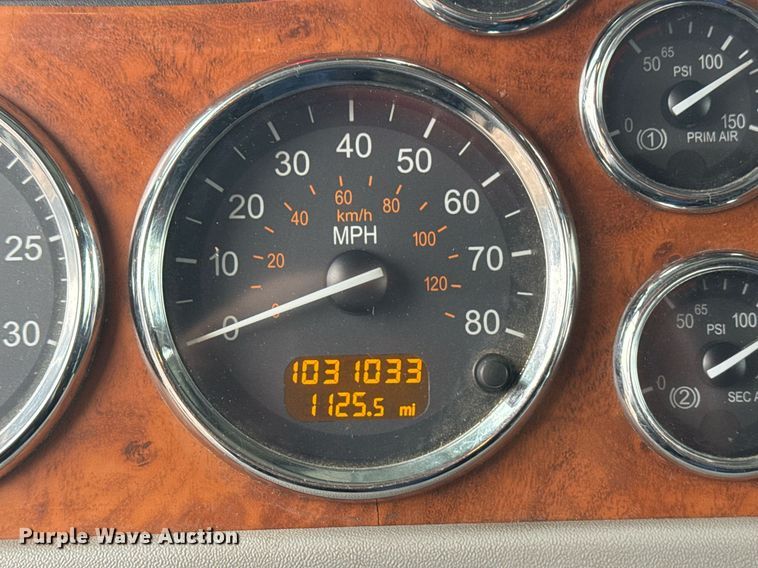 0 10 20 30 40 50 60 70 80
0 20 40 60 80 100 120
km/h
MPH
1031033
1125.5 mi
25
30
0 50 65 100 150
PSI
(1) PRIM AIR
0 50 65 100
PSI
(2) SEC A
Purple Wave Auction